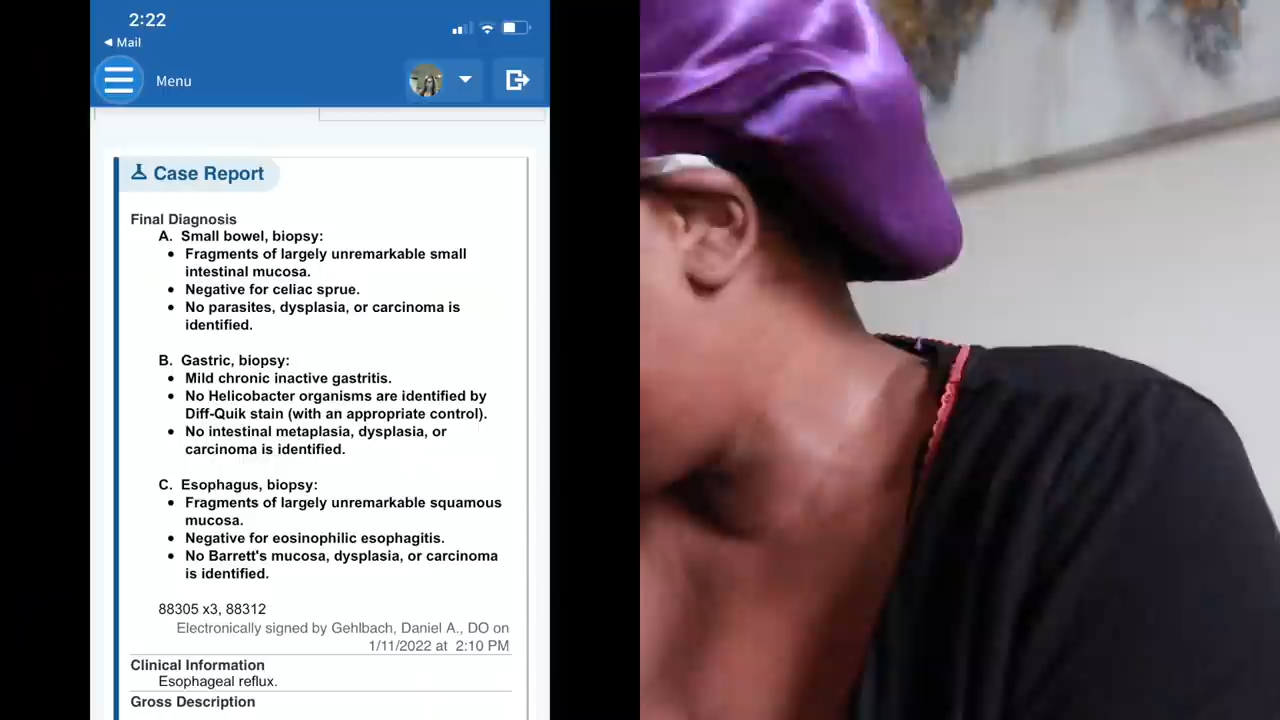 2:22
Mail
Menu
Case Report
Final Diagnosis
A. Small bowel, biopsy:
• Fragments of largely unremarkable small
intestinal mucosa.
• Negative for celiac sprue.
• No parasites, dysplasia, or carcinoma is
identified.
B. Gastric, biopsy:
• Mild chronic inactive gastritis.
• No Helicobacter organisms are identified by
Diff-Quik stain (with an appropriate control).
• No intestinal metaplasia, dysplasia, or
carcinoma is identified.
C. Esophagus, biopsy:
• Fragments of largely unremarkable squamous
mucosa.
• Negative for eosinophilic esophagitis.
• No Barrett's mucosa, dysplasia, or carcinoma
is identified.
88305 x3, 88312
Electronically signed by Gehlbach, Daniel A., DO on
1/11/2022 at 2:10 PM
Clinical Information
Esophageal reflux.
Gross Description